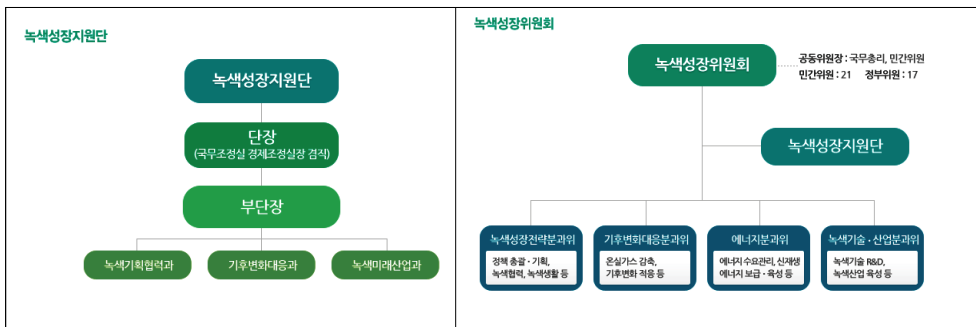 녹색성장지원단
녹색성장지원단
단장
(국무조정실 경제조정실장 겸직)
부단장
녹색기획협력과
기후변화대응과
녹색미래산업과
녹색성장위원회
녹색성장위원회
공동위원장 : 국무총리, 민간위원
민간위원 : 21 정부위원 : 17
녹색성장지원단
녹색성장전략분과위
정책 총괄·기획,
녹색협력, 녹색생활 등
기후변화대응분과위
온실가스 감축,
기후변화 적응 등
에너지분과위
에너지 수요관리, 신재생
에너지 보급·육성 등
녹색기술·산업분과위
녹색기술 R&D,
녹색산업 육성 등